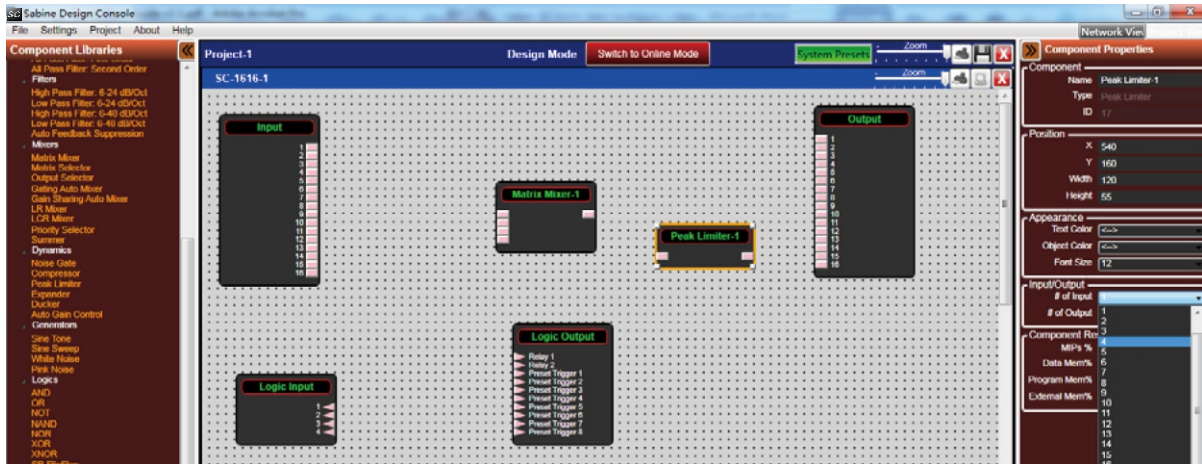 Sabine Design Console
File Settings Project About Help
Network View
Component Libraries
All Pass Filter: Second Order
Filters
High Pass Filter: 6-24 dB/Oct
Low Pass Filter: 6-24 dB/Oct
High Pass Filter: 6-40 dB/Oct
Low Pass Filter: 6-40 dB/Oct
Auto Feedback Suppression
Mixers
Matrix Mixer
Matrix Selector
Output Selector
Gating Auto Mixer
Gain Sharing Auto Mixer
LR Mixer
LCR Mixer
Priority Selector
Summer
Dynamics
Noise Gate
Compressor
Peak Limiter
Expander
Ducker
Auto Gain Control
Generators
Sine Tone
Sine Sweep
White Noise
Pink Noise
Logics
AND
OR
NOT
NAND
NOR
XOR
XNOR
Project-1
Design Mode
Switch to Online Mode
System Presets
Zoom
SC-1616-1
Zoom
Input
1
2
3
4
5
6
7
8
9
10
11
12
13
14
15
16
Matrix Mixer-1
Peak Limiter-1
Output
1
2
3
4
5
6
7
8
9
10
11
12
13
14
15
16
Logic Input
1
2
3
4
Logic Output
Relay 1
Relay 2
Preset Trigger 1
Preset Trigger 2
Preset Trigger 3
Preset Trigger 4
Preset Trigger 5
Preset Trigger 6
Preset Trigger 7
Preset Trigger 8
Component Properties
Component
Name Peak Limiter-1
Type Peak Limiter
ID 17
Position
X 540
Y 160
Width 120
Height 55
Appearance
Text Color <-->
Object Color <-->
Font Size 12
Input/Output
# of Input 1
# of Output
Component Re
MIPs %
Data Mem%
Program Mem%
External Mem%
1
2
3
4
5
6
7
8
9
10
11
12
13
14
15
16